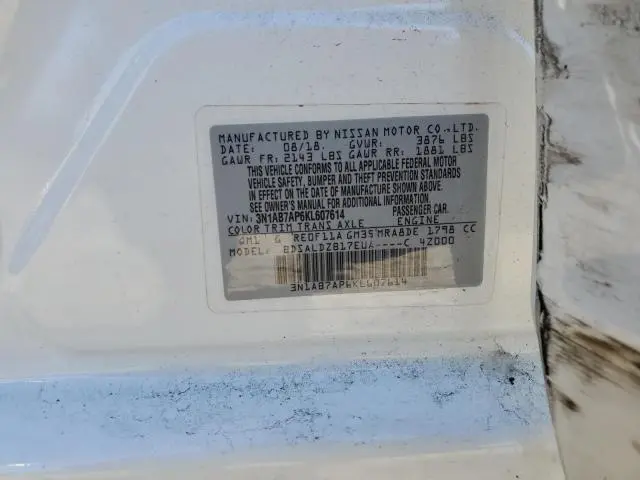 MANUFACTURED BY NISSAN MOTOR CO.,LTD.
DATE: 08/18. GVWR: 3876 LBS
GAWR FR: 2143 LBS GAWR RR: 1881 LBS
THIS VEHICLE CONFORMS TO ALL APPLICABLE FEDERAL MOTOR
VEHICLE SAFETY, BUMPER AND THEFT PREVENTION STANDARDS
IN EFFECT ON THE DATE OF MANUFACTURE SHOWN ABOVE.
SEE OWNER'S MANUAL FOR ADDITIONAL INFORMATION.
VIN: 3N1AB7AP6KL607614 PASSENGER CAR
COLOR TRIM TRANS AXLE ENGINE
QM1 G RE0F11A GM35 MRA8DE 1798 CC
MODEL: BDSALDZB17EUA----C 42000
3N1AB7AP6KL607614